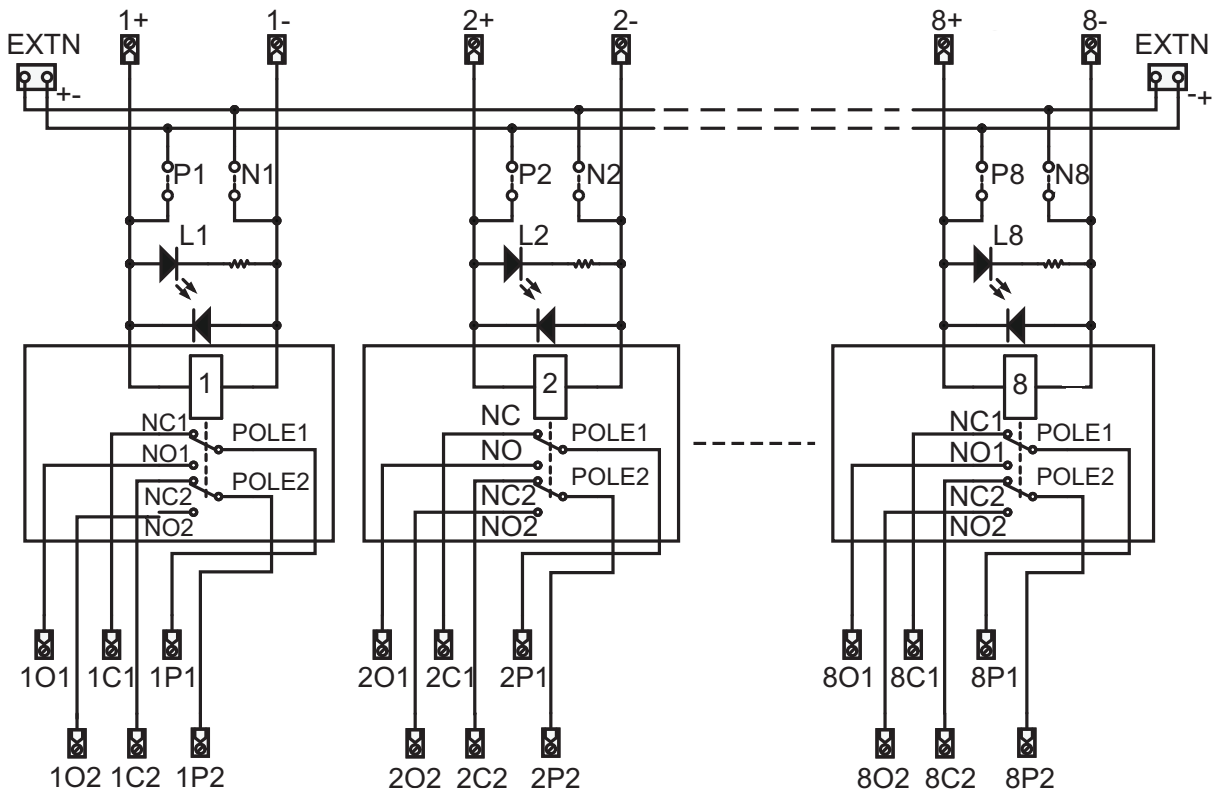 1+ 1- 2+ 2- 8+ 8-
EXTN EXTN
+- -+
P1 N1 P2 N2 P8 N8
L1 L2 L8
1 2 8
NC1 POLE1 NC POLE1 NC1 POLE1
NO1 NO NO1
POLE2 POLE2 POLE2
NC2 NC2 NC2
NO2 NO2 NO2
1O1 1C1 1P1 2O1 2C1 2P1 8O1 8C1 8P1
1O2 1C2 1P2 2O2 2C2 2P2 8O2 8C2 8P2